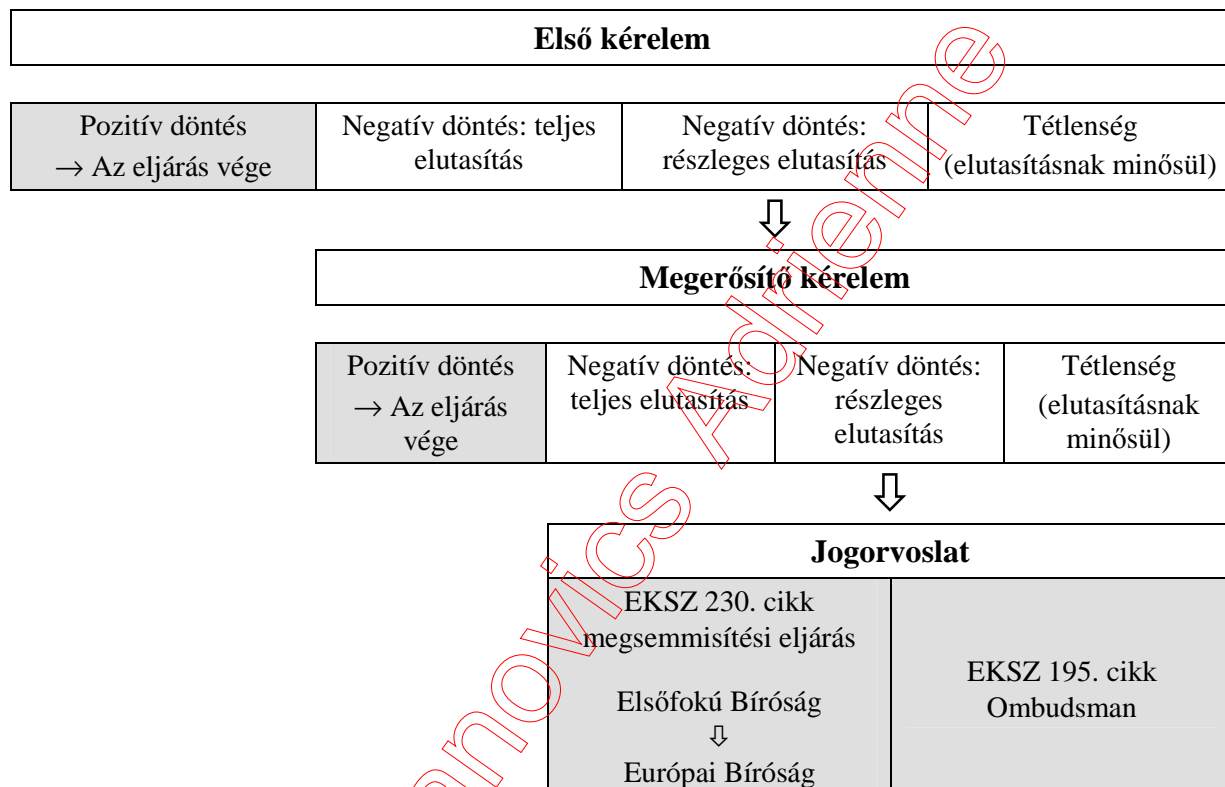 Első kérelem
Pozitív döntés
→ Az eljárás vége
Negatív döntés: teljes
elutasítás
Negatív döntés:
részleges elutasítás
Tétlenség
(elutasításnak minősül)
⇩
Megerősítő kérelem
Pozitív döntés
→ Az eljárás
vége
Negatív döntés:
teljes elutasítás
Negatív döntés:
részleges
elutasítás
Tétlenség
(elutasításnak
minősül)
⇩
Jogorvoslat
EKSZ 230. cikk
megsemmisítési eljárás
Elsőfokú Bíróság
⇩
Európai Bíróság
EKSZ 195. cikk
Ombudsman
anovics Adrienne